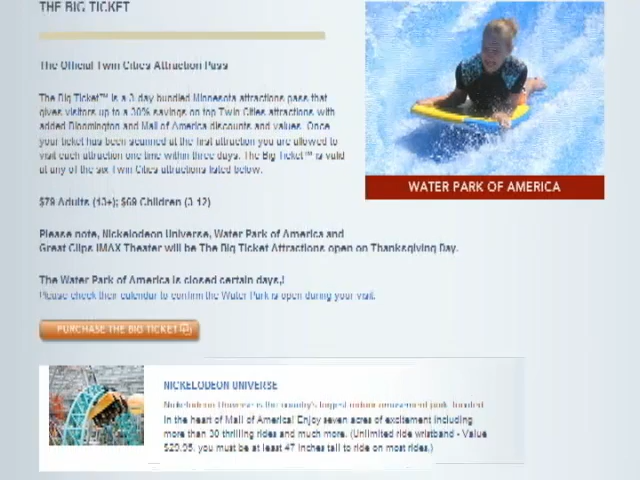 THE BIG TICKET
The Official Twin Cities Attraction Pass
The Big Ticket™ is a 3 day bundled Minnesota attractions pass that
gives visitors up to a 30% savings on top Twin Cities attractions with
added Bloomington and Mall of America discounts and values. Once
your ticket has been scanned at the first attraction you are allowed to
visit each attraction one time within three days. The Big Ticket™ is valid
at any of the six Twin Cities attractions listed below.
$79 Adults (13+); $69 Children (3-12)
Please note, Nickelodeon Universe, Water Park of America and
Great Clips IMAX Theater will be The Big Ticket Attractions open on Thanksgiving Day.
The Water Park of America is closed certain days,!
Please check their calendar to confirm the Water Park is open during your visit.
PURCHASE THE BIG TICKET
WATER PARK OF AMERICA
NICKELODEON UNIVERSE
Nickelodeon Universe is the country's largest indoor amusement park, located
In the heart of Mall of America! Enjoy seven acres of excitement including
more than 30 thrilling rides and much more. (Unlimited ride wristband - Value
$29.95, you must be at least 47 inches tall to ride on most rides.)